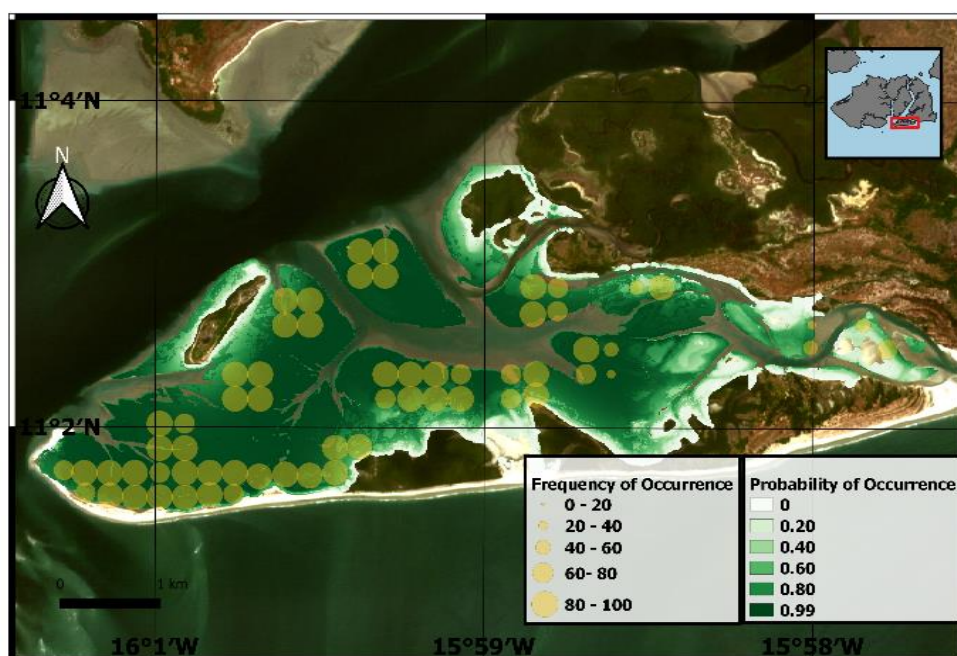 11°4'N
N
11°2'N
Frequency of Occurrence
0 - 20
20 - 40
40 - 60
60 - 80
80 - 100
Probability of Occurrence
0
0.20
0.40
0.60
0.80
0.99
0
1 km
16°1'W
15°59'W
15°58'W